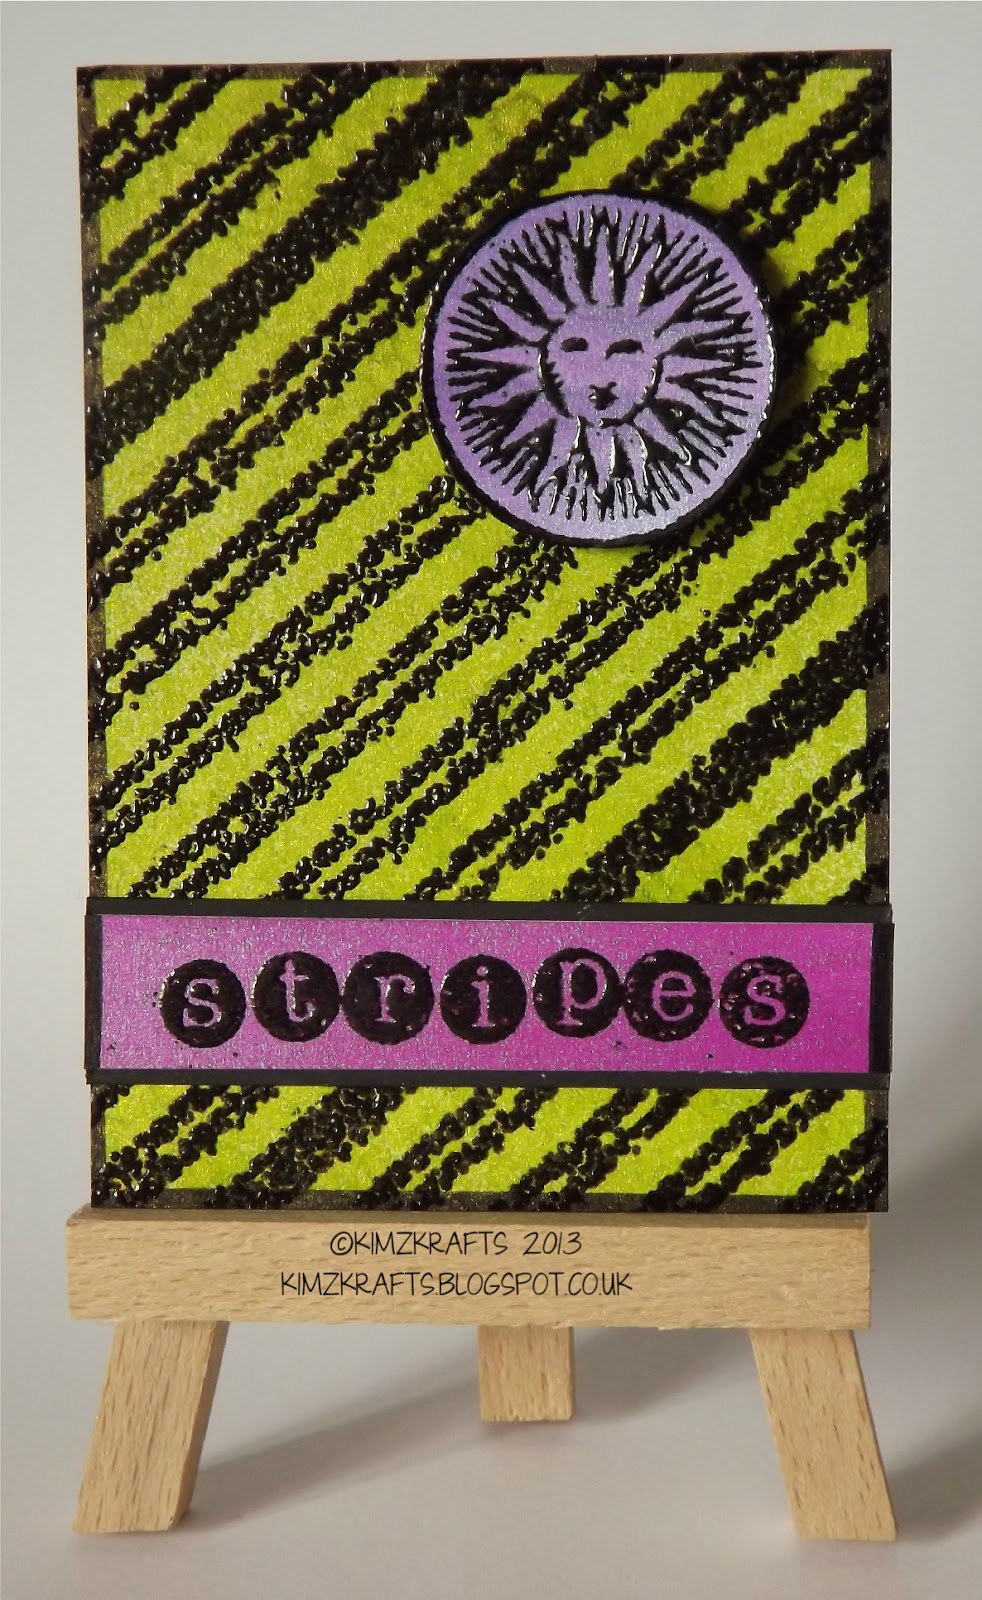 stripes
©KIMZKRAFTS 2013
KIMZKRAFTS.BLOGSPOT.CO.UK